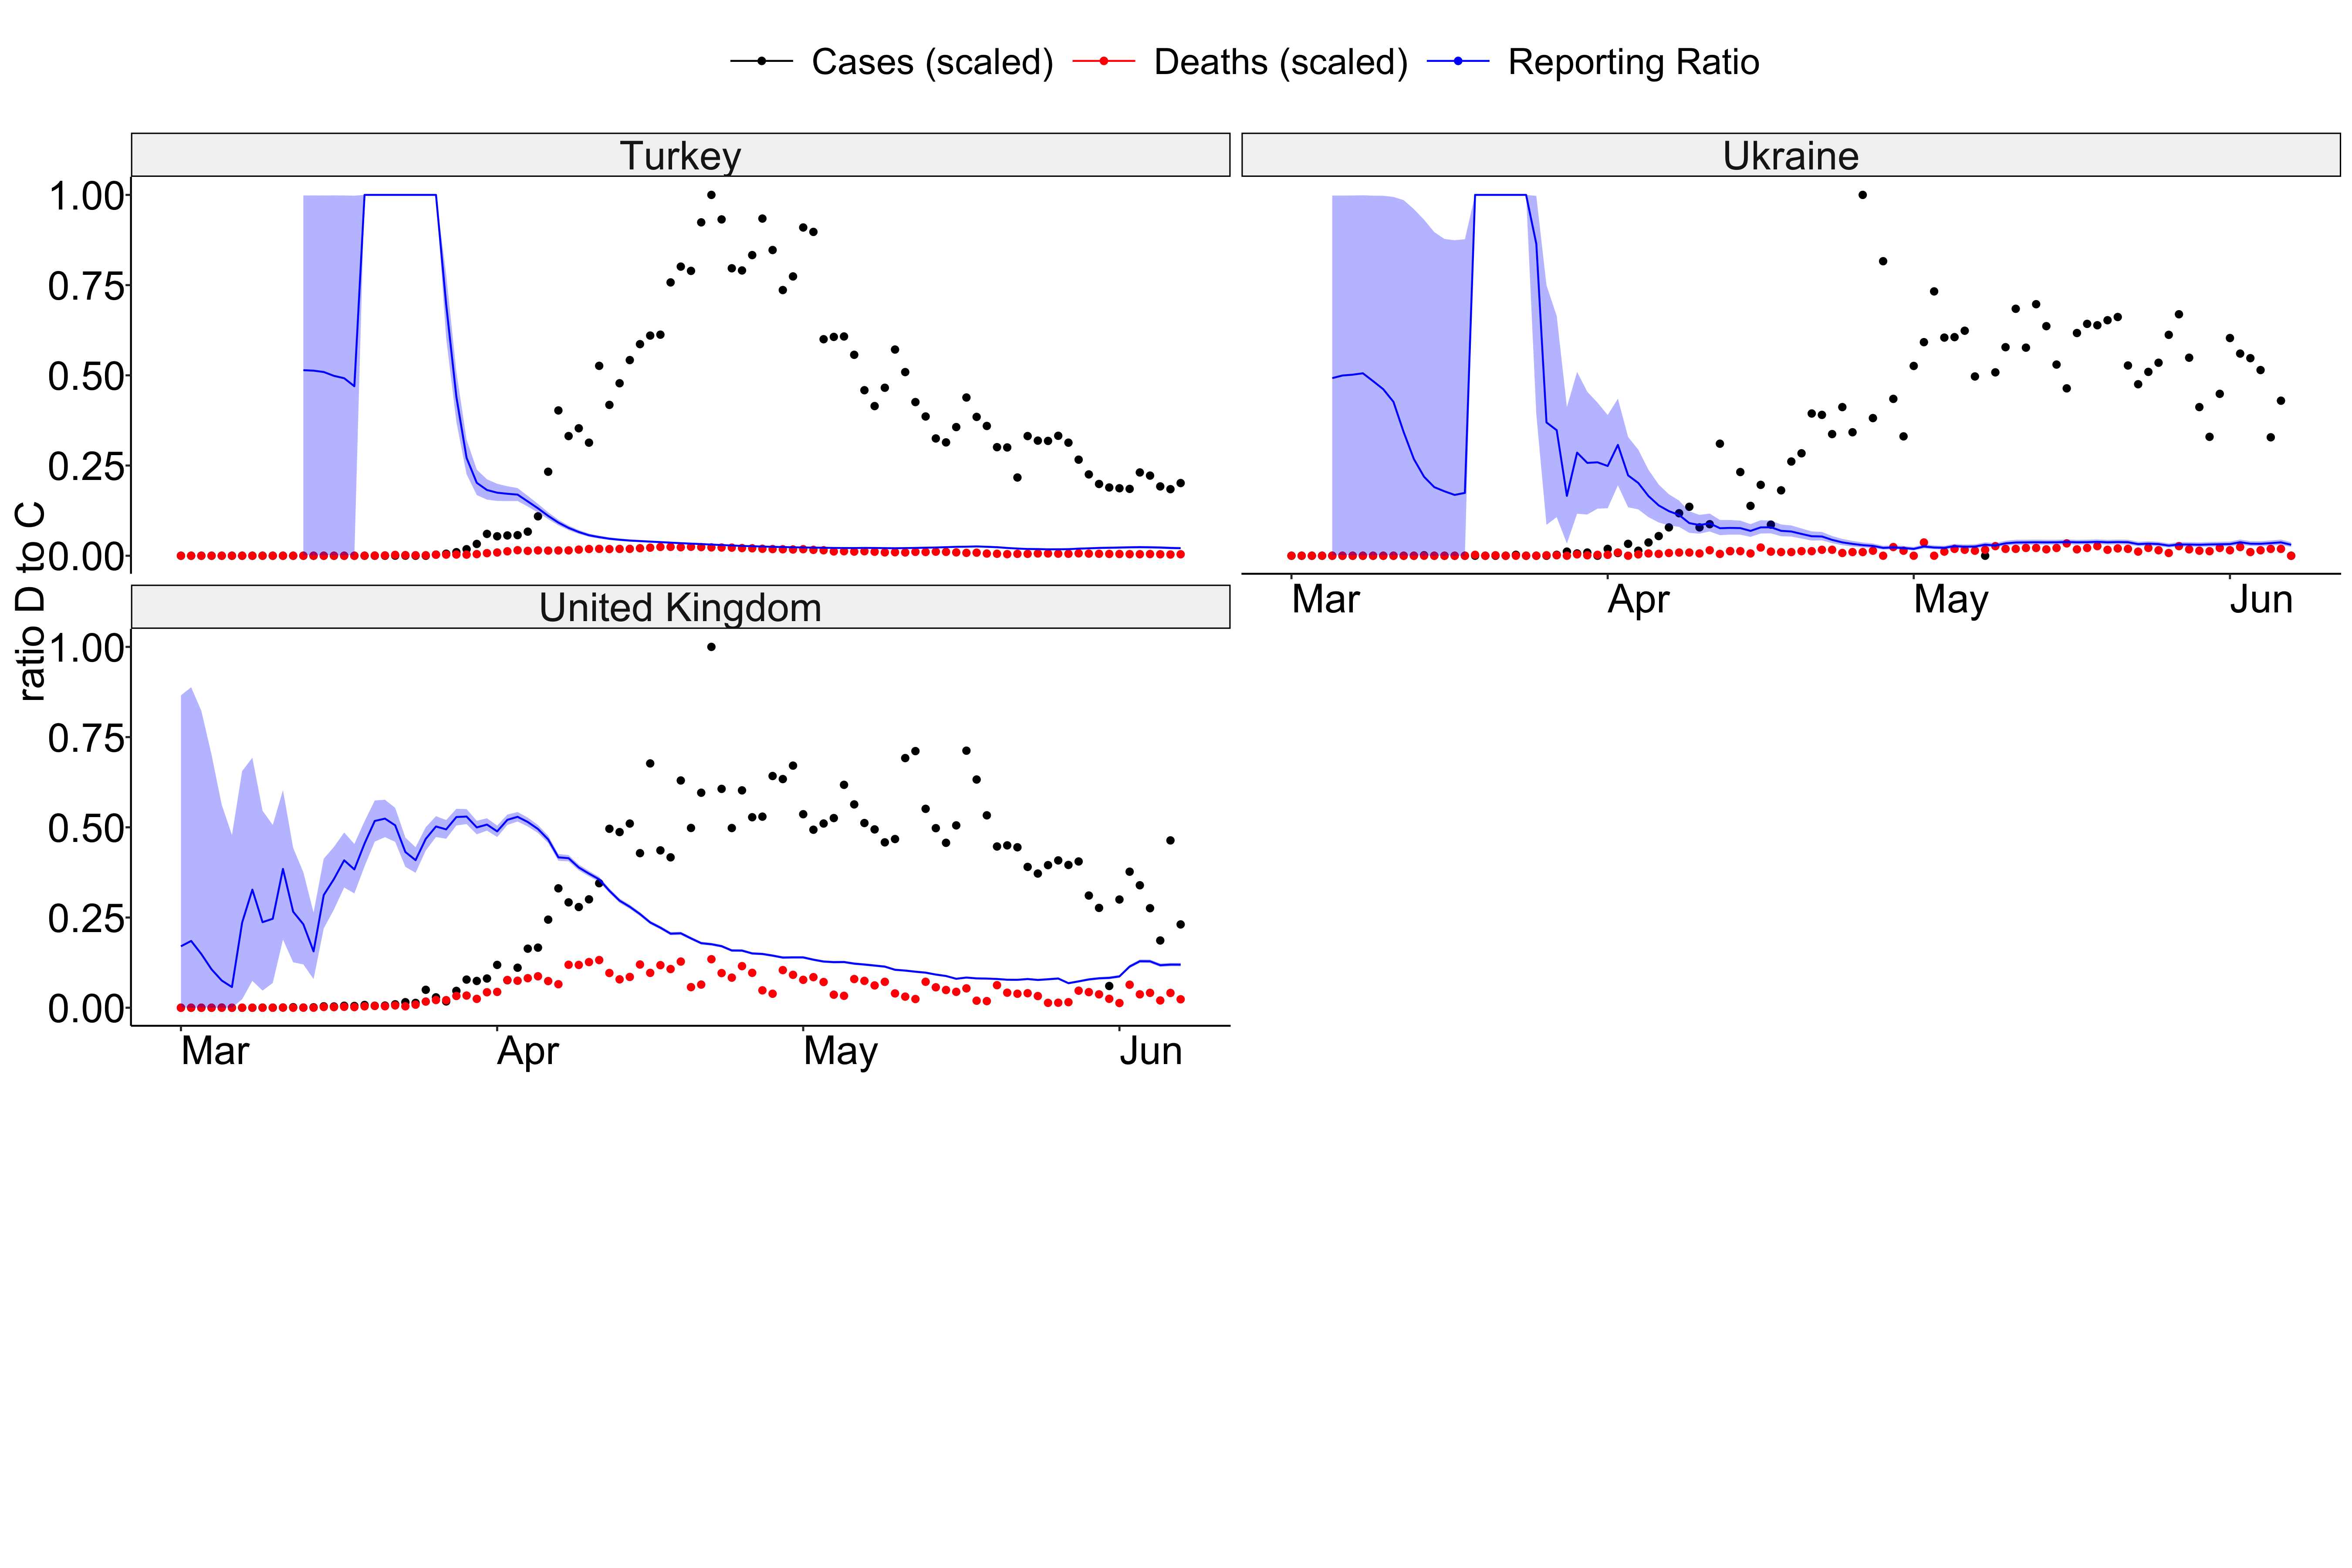 Cases (scaled) Deaths (scaled) Reporting Ratio
Turkey
Ukraine
1.00
0.75
0.50
0.25
0.00
Mar Apr May Jun
United Kingdom
1.00
0.75
0.50
0.25
0.00
Mar Apr May Jun
ratio D to C